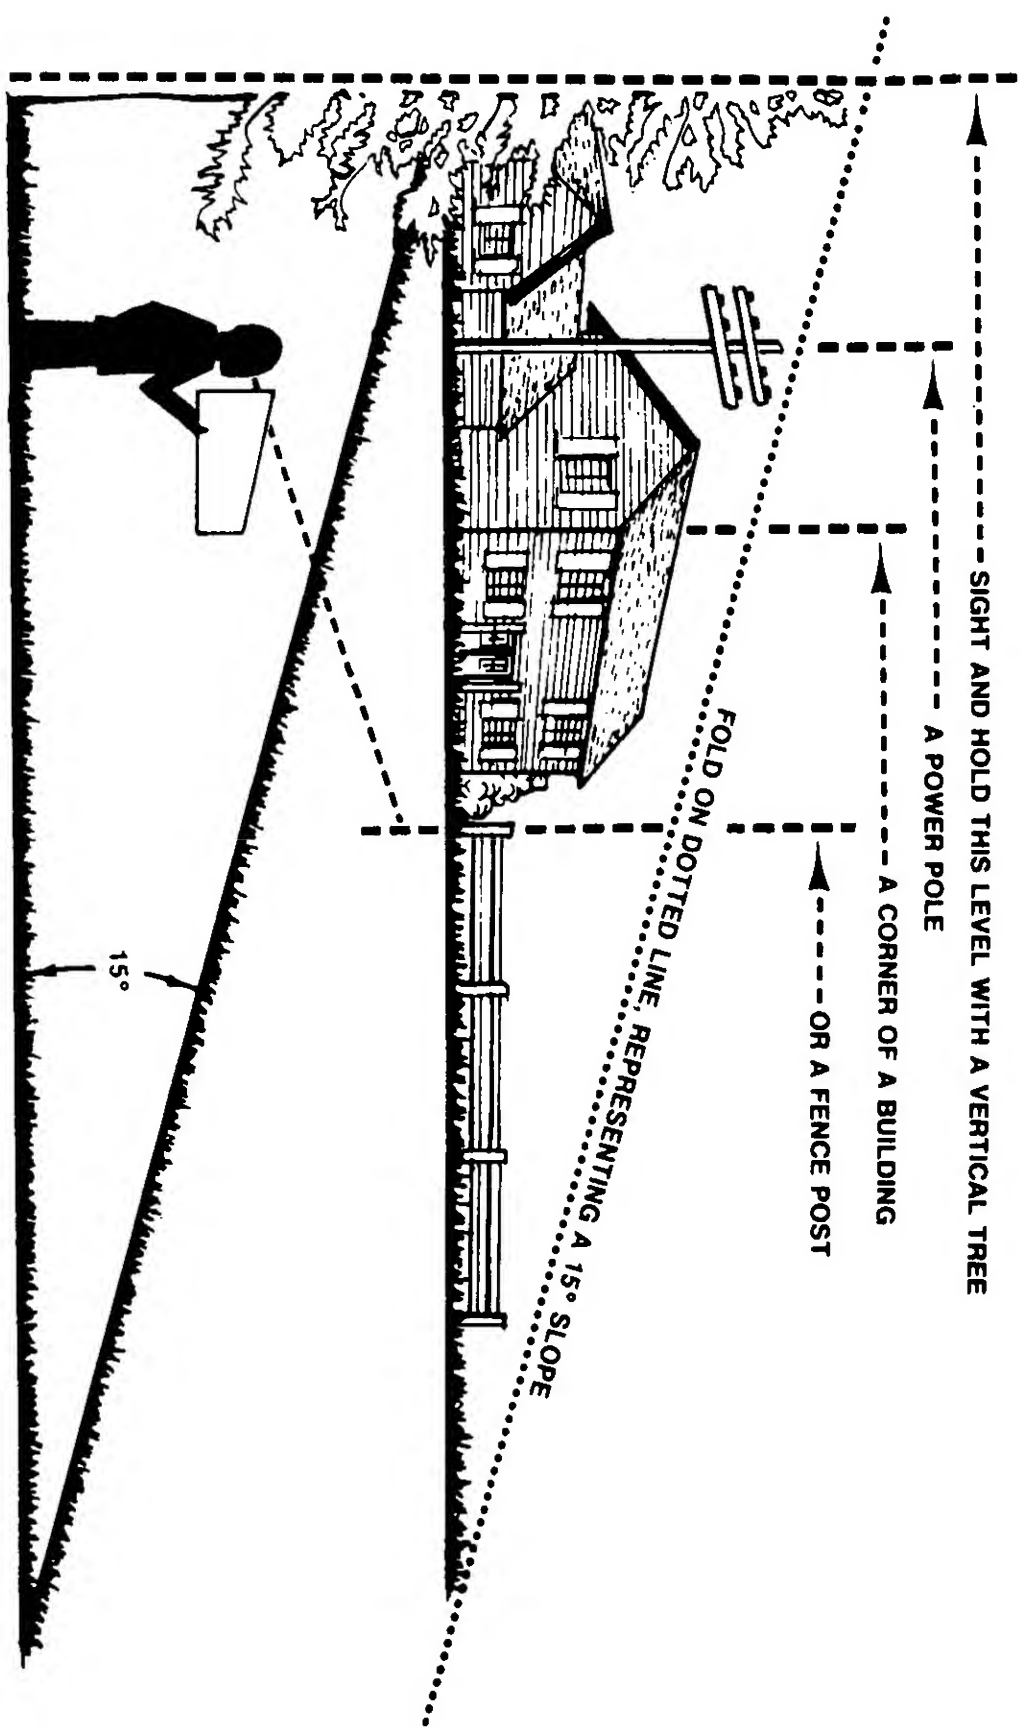 SIGHT AND HOLD THIS LEVEL WITH A VERTICAL TREE
A POWER POLE
A CORNER OF A BUILDING
OR A FENCE POST
FOLD ON DOTTED LINE, REPRESENTING A 15° SLOPE
15°